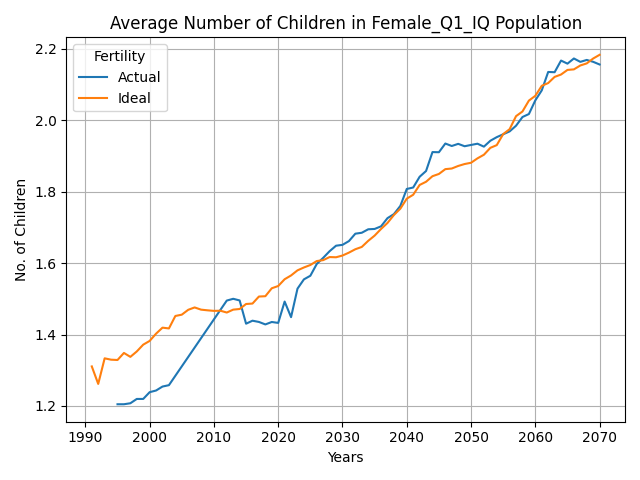 Average Number of Children in Female_Q1_IQ Population
Fertility
Actual
Ideal
No. of Children
2.2
2.0
1.8
1.6
1.4
1.2
1990 2000 2010 2020 2030 2040 2050 2060 2070
Years